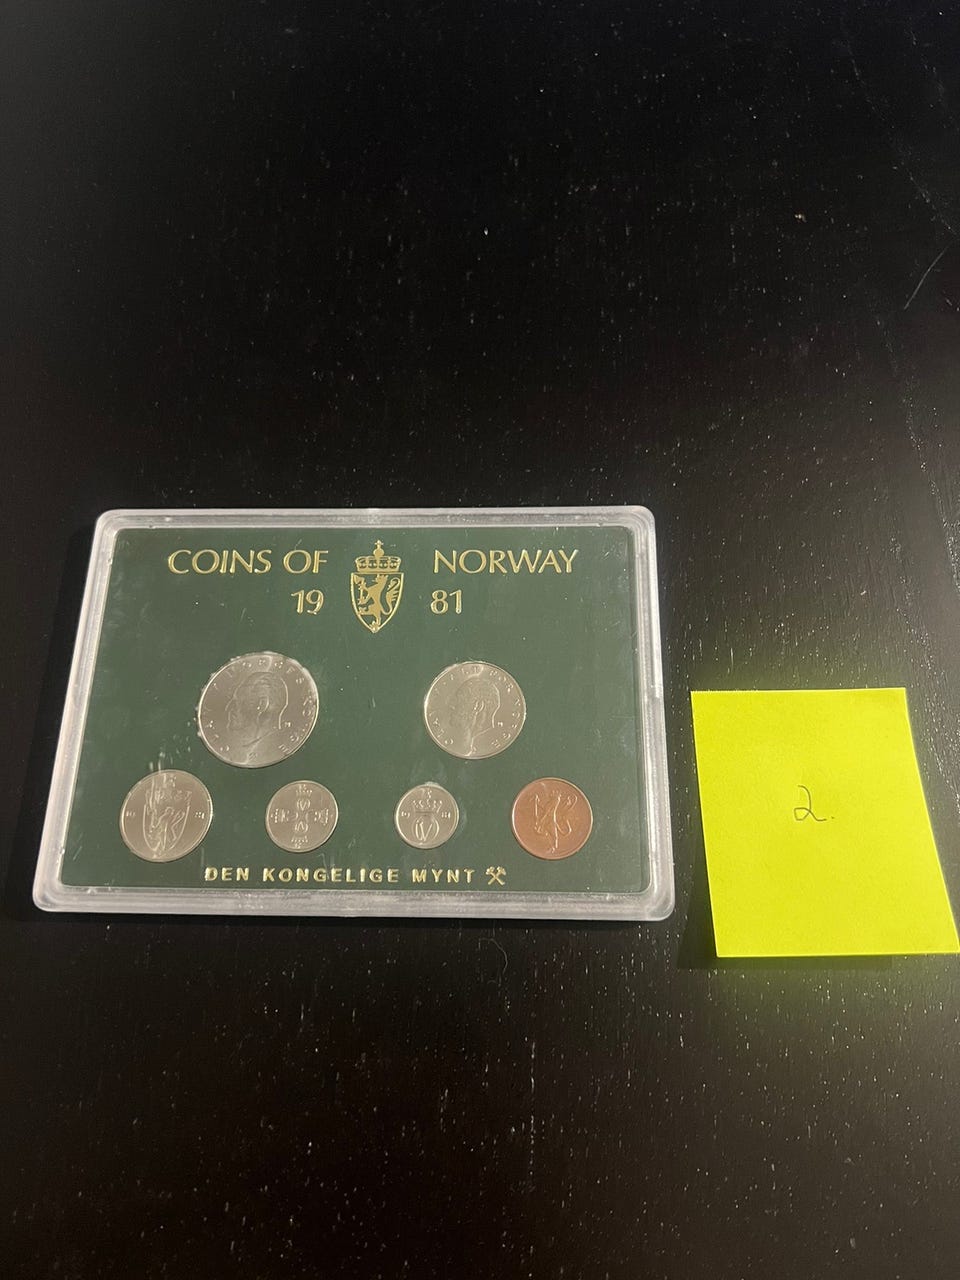 COINS OF NORWAY
19 81
DEN KONGELIGE MYNT
2.